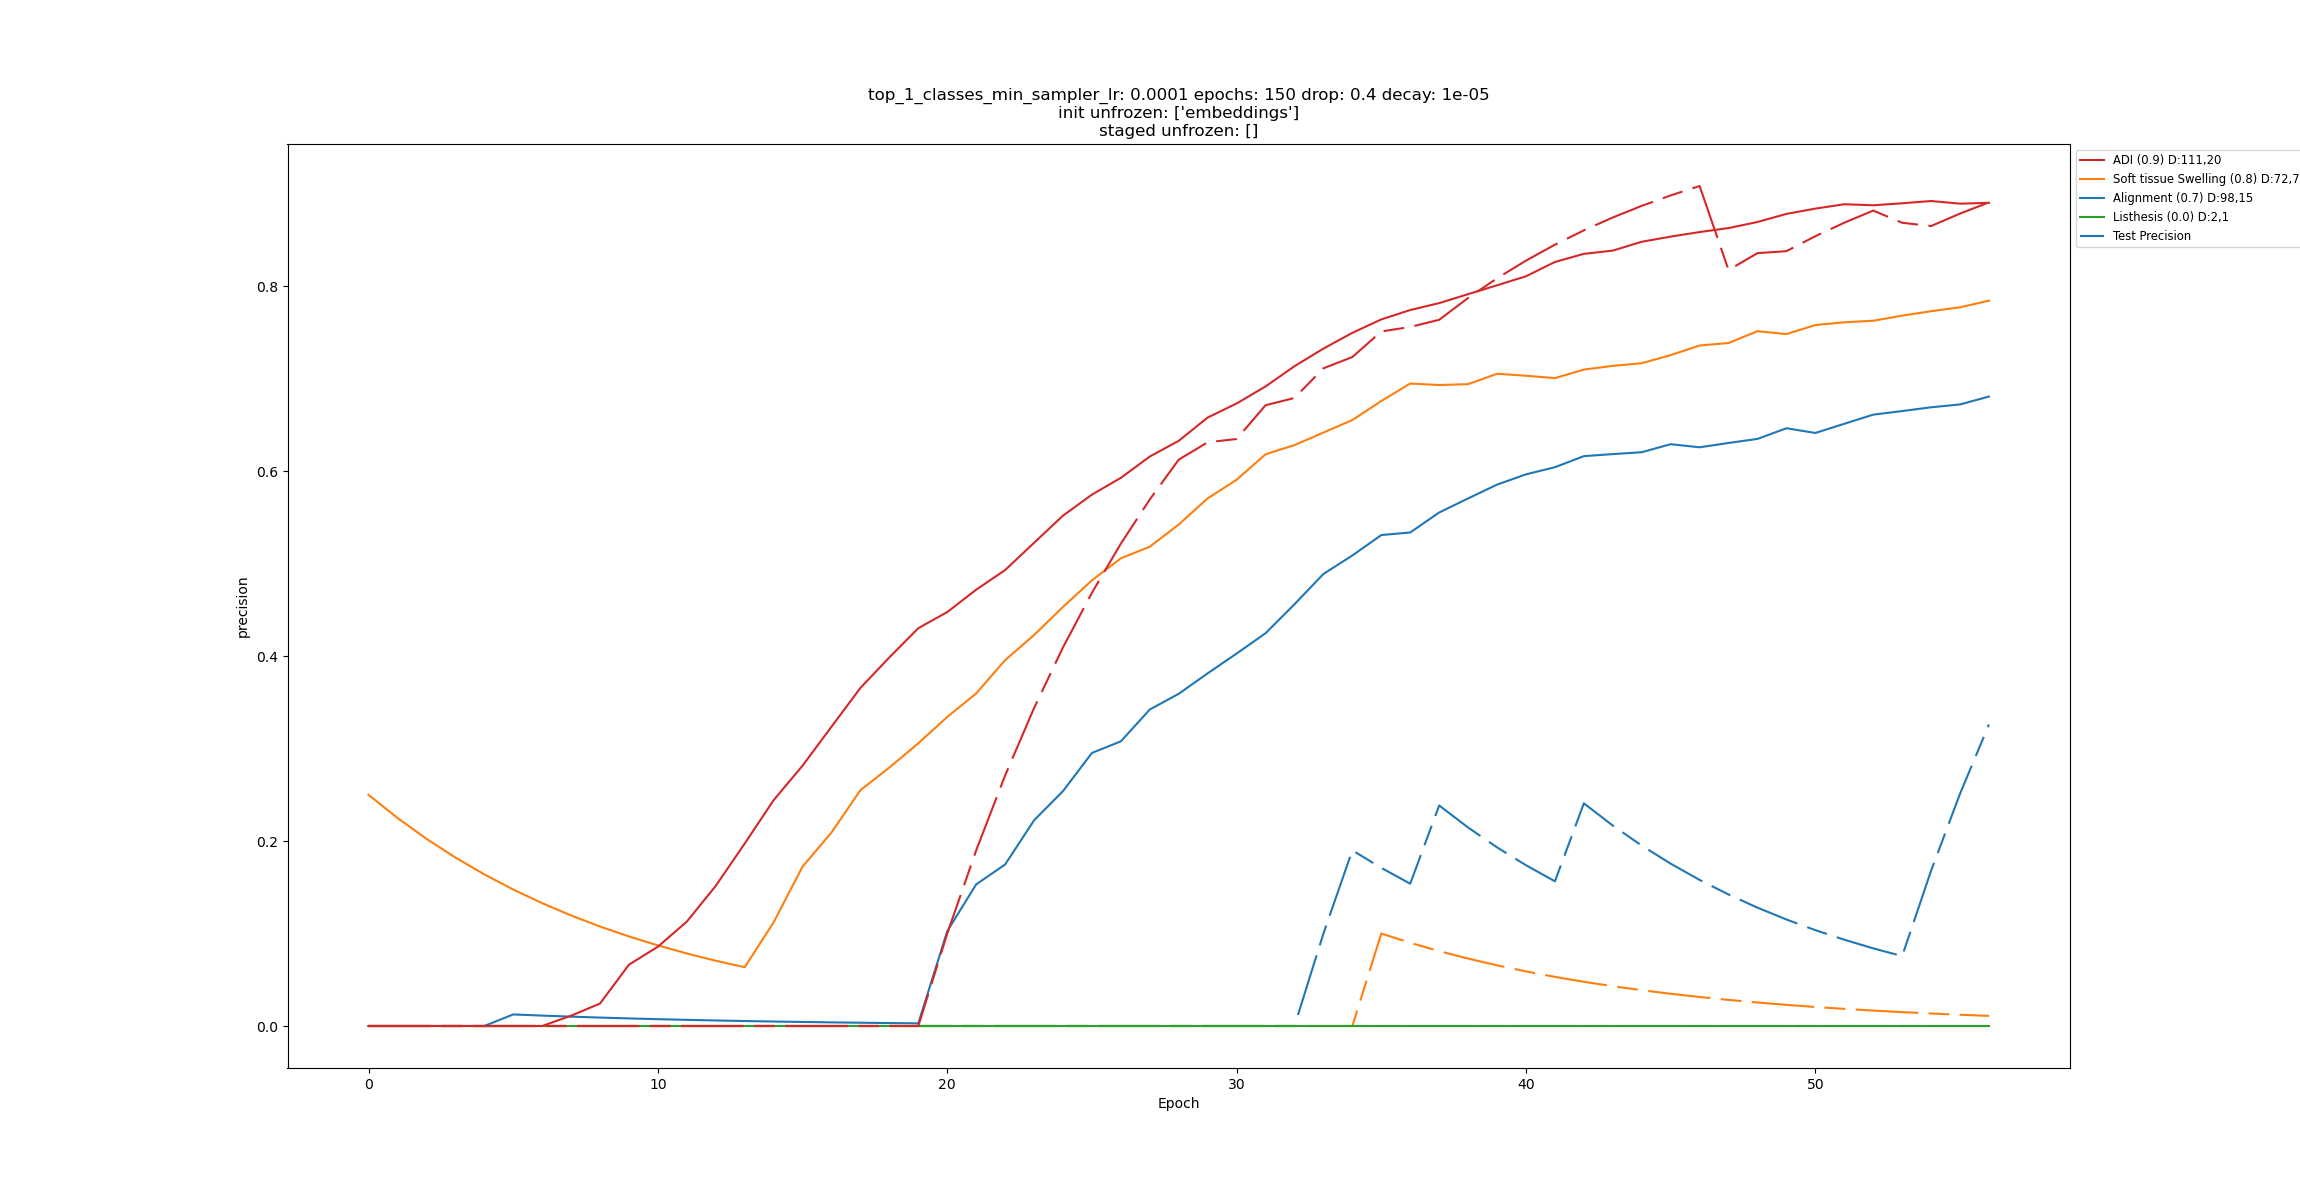 top_1_classes_min_sampler_lr: 0.0001 epochs: 150 drop: 0.4 decay: 1e-05
init unfrozen: ['embeddings']
staged unfrozen: []
ADI (0.9) D:111,20
Soft tissue Swelling (0.8) D:72,7
Alignment (0.7) D:98,15
Listhesis (0.0) D:2,1
Test Precision
precision
0.8
0.6
0.4
0.2
0.0
0 10 20 30 40 50
Epoch